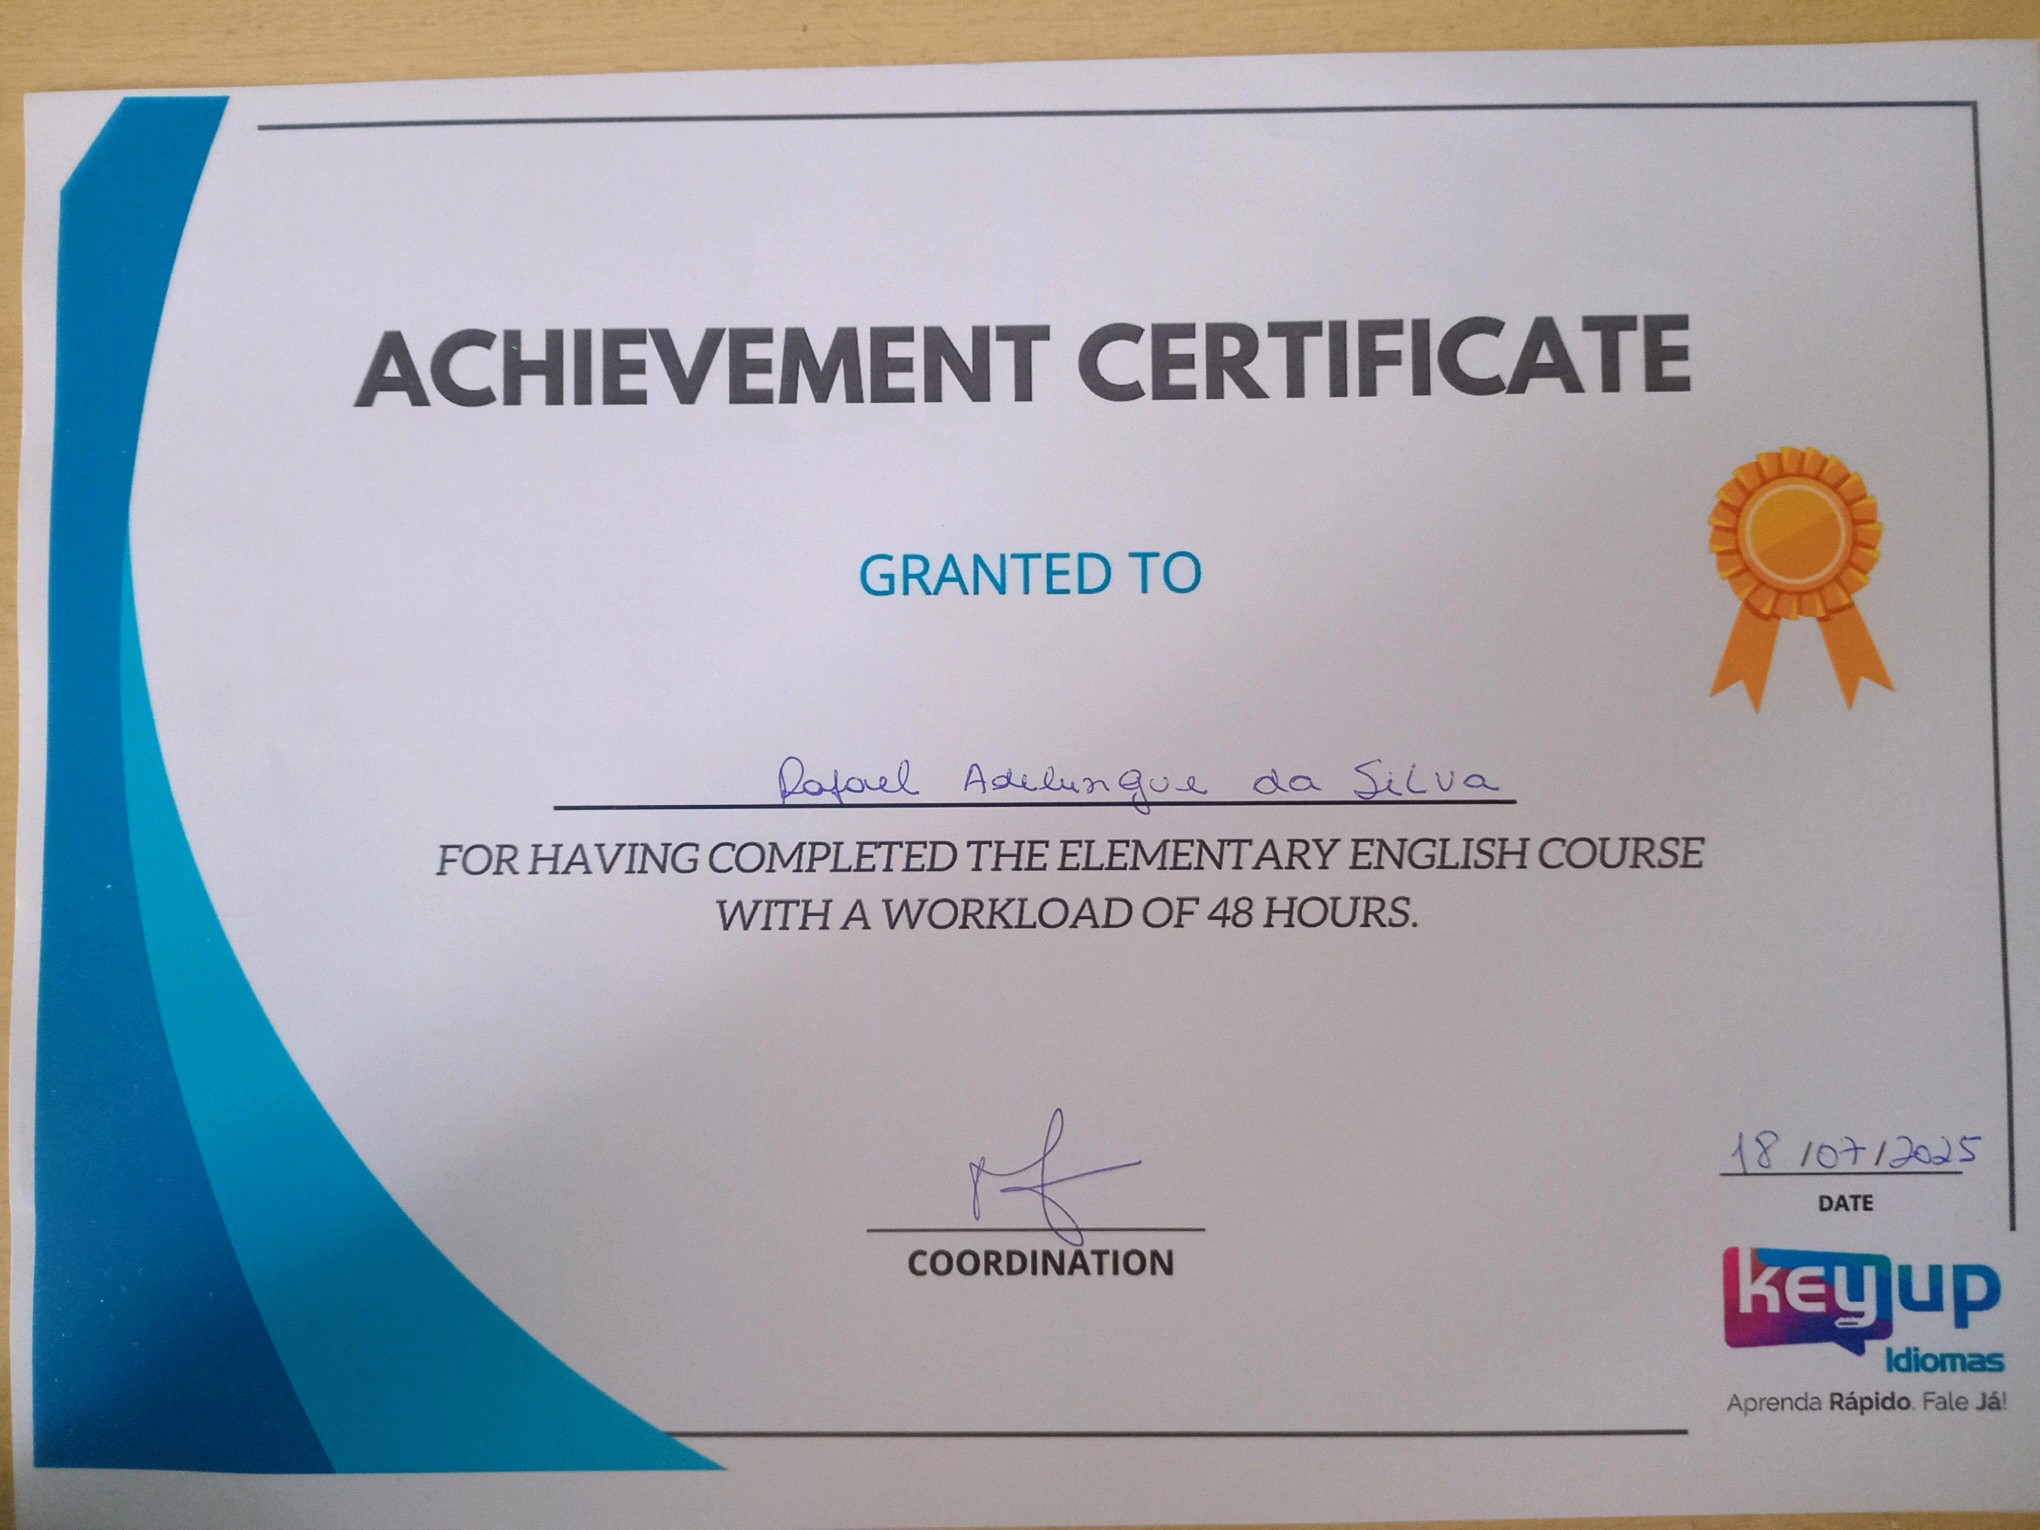 ACHIEVEMENT CERTIFICATE
GRANTED TO
Rafael Adelungue da Silva
FOR HAVING COMPLETED THE ELEMENTARY ENGLISH COURSE
WITH A WORKLOAD OF 48 HOURS.
COORDINATION
18/07/2025
DATE
keyup
Idiomas
Aprenda Rápido. Fale Já!